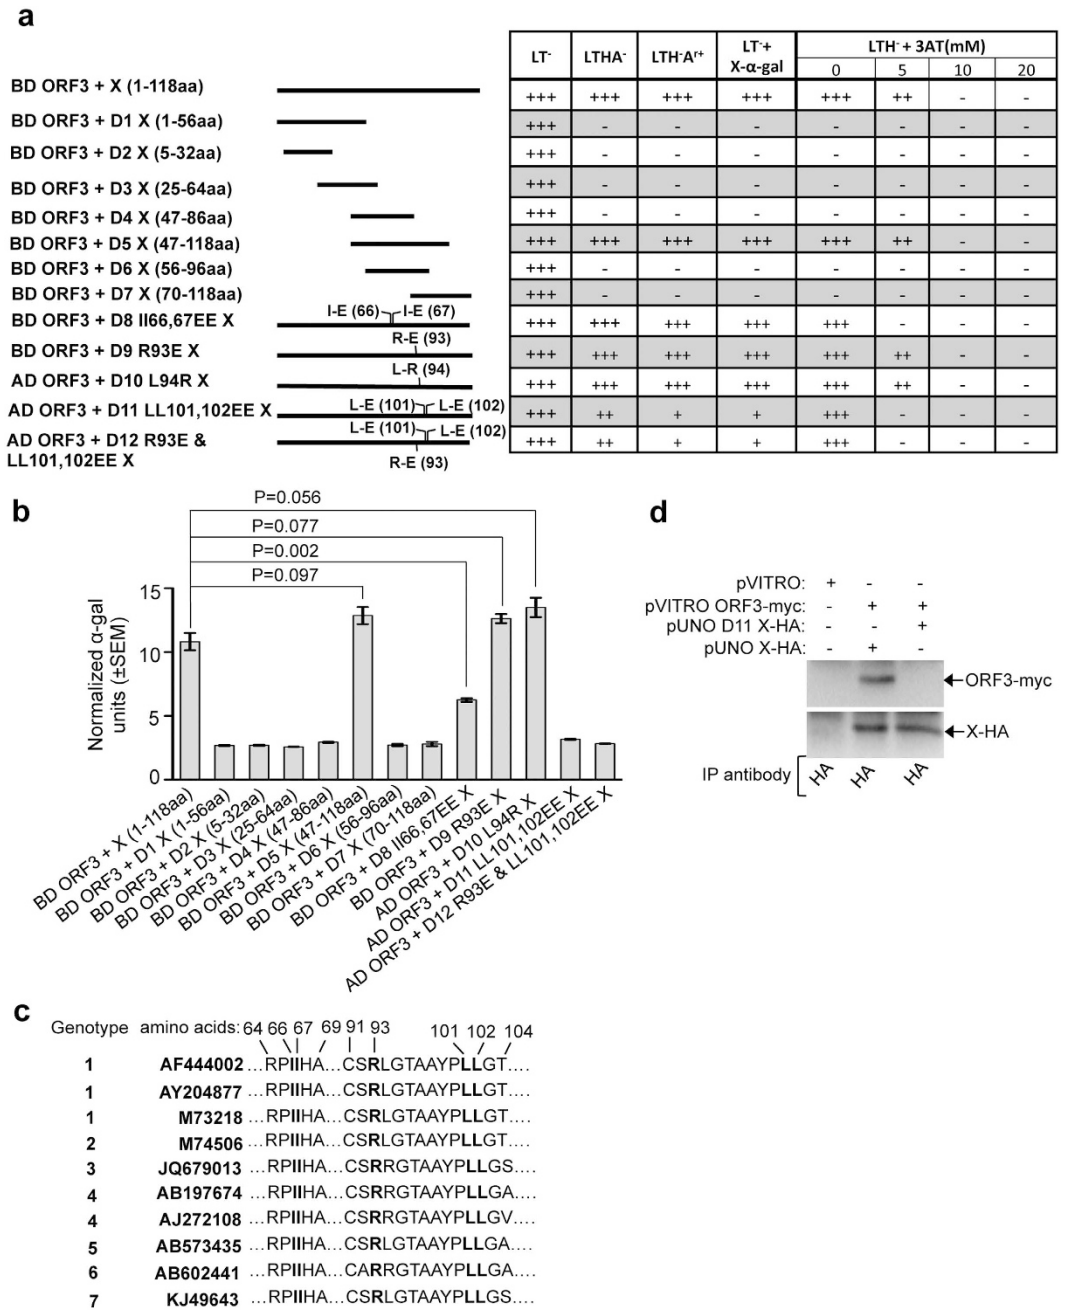 a
LT-
LTHA-
LTH-Ar+
LT-+
X-α-gal
LTH- + 3AT(mM)
0 5 10 20
BD ORF3 + X (1-118aa)
+++ +++ +++ +++ +++ ++ - -
BD ORF3 + D1 X (1-56aa)
+++ - - - - - - -
BD ORF3 + D2 X (5-32aa)
+++ - - - - - - -
BD ORF3 + D3 X (25-64aa)
+++ - - - - - - -
BD ORF3 + D4 X (47-86aa)
+++ - - - - - - -
BD ORF3 + D5 X (47-118aa)
+++ +++ +++ +++ +++ ++ - -
BD ORF3 + D6 X (56-96aa)
+++ - - - - - - -
BD ORF3 + D7 X (70-118aa)
+++ - - - - - - -
BD ORF3 + D8 II66,67EE X
I-E (66) I-E (67)
+++ +++ +++ +++ +++ - - -
BD ORF3 + D9 R93E X
R-E (93)
+++ +++ +++ +++ +++ ++ - -
AD ORF3 + D10 L94R X
L-R (94)
+++ +++ +++ +++ +++ ++ - -
AD ORF3 + D11 LL101,102EE X
L-E (101) L-E (102)
+++ ++ + + +++ - - -
AD ORF3 + D12 R93E &
LL101,102EE X
L-E (101) L-E (102)
R-E (93)
+++ ++ + + +++ - - -
b
P=0.056
P=0.077
P=0.002
P=0.097
Normalized α-gal
units (±SEM)
15
10
5
0
BD ORF3 + X (1-118aa)
BD ORF3 + D1 X (1-56aa)
BD ORF3 + D2 X (5-32aa)
BD ORF3 + D3 X (25-64aa)
BD ORF3 + D4 X (47-86aa)
BD ORF3 + D5 X (47-118aa)
BD ORF3 + D6 X (56-96aa)
BD ORF3 + D7 X (70-118aa)
BD ORF3 + D8 II66,67EE X
BD ORF3 + D9 R93E X
AD ORF3 + D10 L94R X
AD ORF3 + D11 LL101,102EE X
AD ORF3 + D12 R93E & LL101,102EE X
d
pVITRO: + - -
pVITRO ORF3-myc: - + +
pUNO D11 X-HA: - - +
pUNO X-HA: - + -
ORF3-myc
X-HA
IP antibody
HA HA HA
c
Genotype amino acids: 64 66 67 69 91 93 101 102 104
1 AF444002 ...RPIIHA...CSRLGTAAYPLLGT....
1 AY204877 ...RPIIHA...CSRLGTAAYPLLGT....
1 M73218 ...RPIIHA...CSRLGTAAYPLLGT....
2 M74506 ...RPIIHA...CSRLGTAAYPLLGT....
3 JQ679013 ...RPIIHA...CSRRGTAAYPLLGS....
4 AB197674 ...RPIIHA...CSRRGTAAYPLLGA....
4 AJ272108 ...RPIIHA...CSRRGTAAYPLLGV....
5 AB573435 ...RPIIHA...CSRRGTAAYPLLGA....
6 AB602441 ...RPIIHA...CARRGTAAYPLLGA....
7 KJ49643 ...RPIIHA...CSRRGTAAYPLLGS....